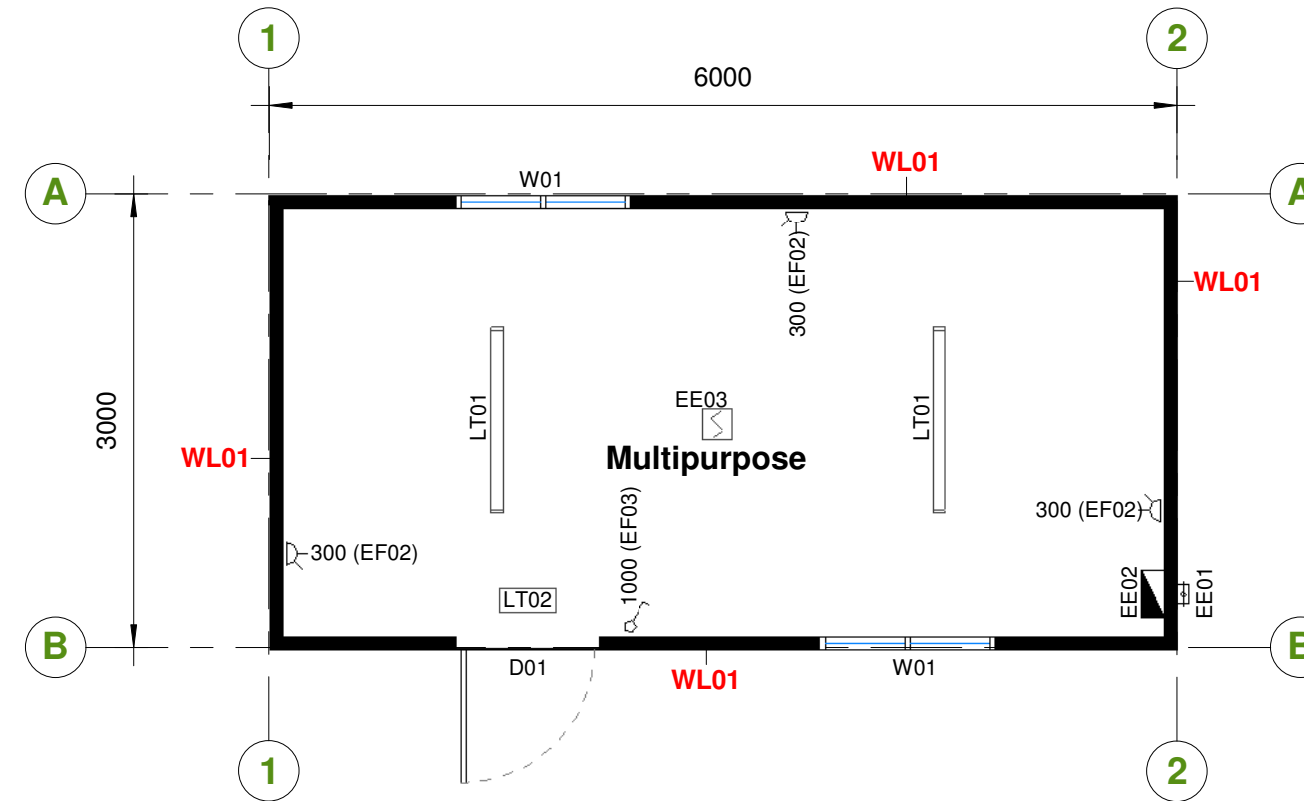 1
2
6000
WL01
A
W01
A
300 (EF02)
WL01
3000
LT01
EE03
LT01
Multipurpose
WL01
1000 (EF03)
300 (EF02)
300 (EF02)
LT02
EE02
EE01
B
D01
WL01
W01
1
2